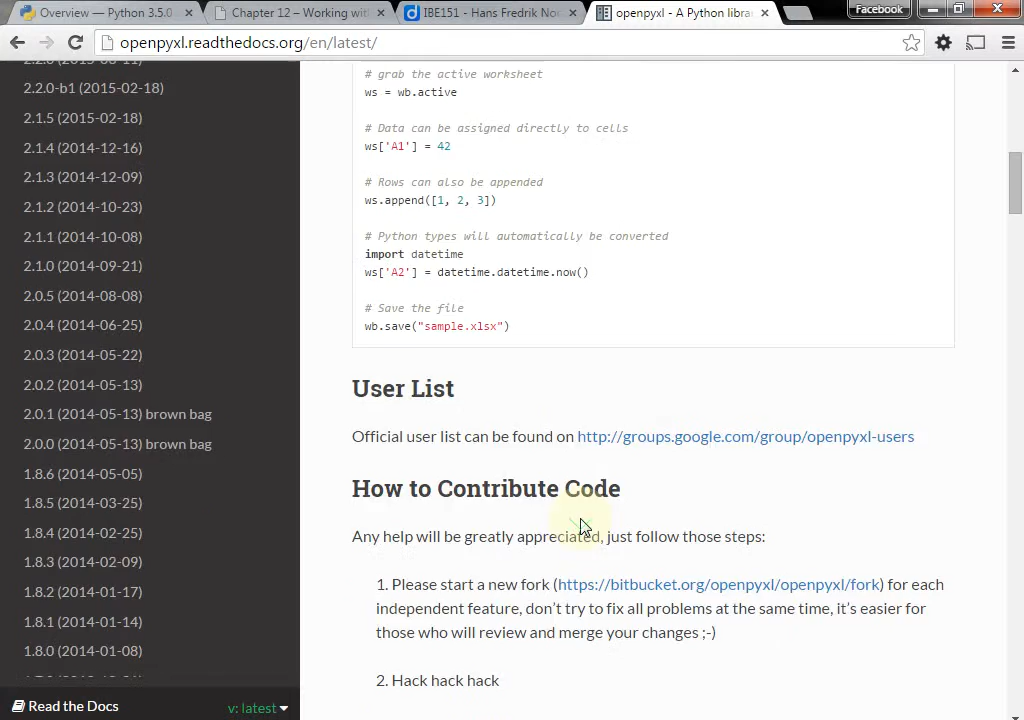 Overview — Python 3.5.0
Chapter 12 – Working wit
IBE151 - Hans Fredrik No
openpyxl - A Python libra
Facebook
openpyxl.readthedocs.org/en/latest/
2.2.0-b1 (2015-02-18)
2.1.5 (2015-02-18)
2.1.4 (2014-12-16)
2.1.3 (2014-12-09)
2.1.2 (2014-10-23)
2.1.1 (2014-10-08)
2.1.0 (2014-09-21)
2.0.5 (2014-08-08)
2.0.4 (2014-06-25)
2.0.3 (2014-05-22)
2.0.2 (2014-05-13)
2.0.1 (2014-05-13) brown bag
2.0.0 (2014-05-13) brown bag
1.8.6 (2014-05-05)
1.8.5 (2014-03-25)
1.8.4 (2014-02-25)
1.8.3 (2014-02-09)
1.8.2 (2014-01-17)
1.8.1 (2014-01-14)
1.8.0 (2014-01-08)
Read the Docs
v: latest
# grab the active worksheet
ws = wb.active
# Data can be assigned directly to cells
ws['A1'] = 42
# Rows can also be appended
ws.append([1, 2, 3])
# Python types will automatically be converted
import datetime
ws['A2'] = datetime.datetime.now()
# Save the file
wb.save("sample.xlsx")
User List
Official user list can be found on http://groups.google.com/group/openpyxl-users
How to Contribute Code
Any help will be greatly appreciated, just follow those steps:
1. Please start a new fork (https://bitbucket.org/openpyxl/openpyxl/fork) for each
independent feature, don't try to fix all problems at the same time, it's easier for
those who will review and merge your changes ;-)
2. Hack hack hack